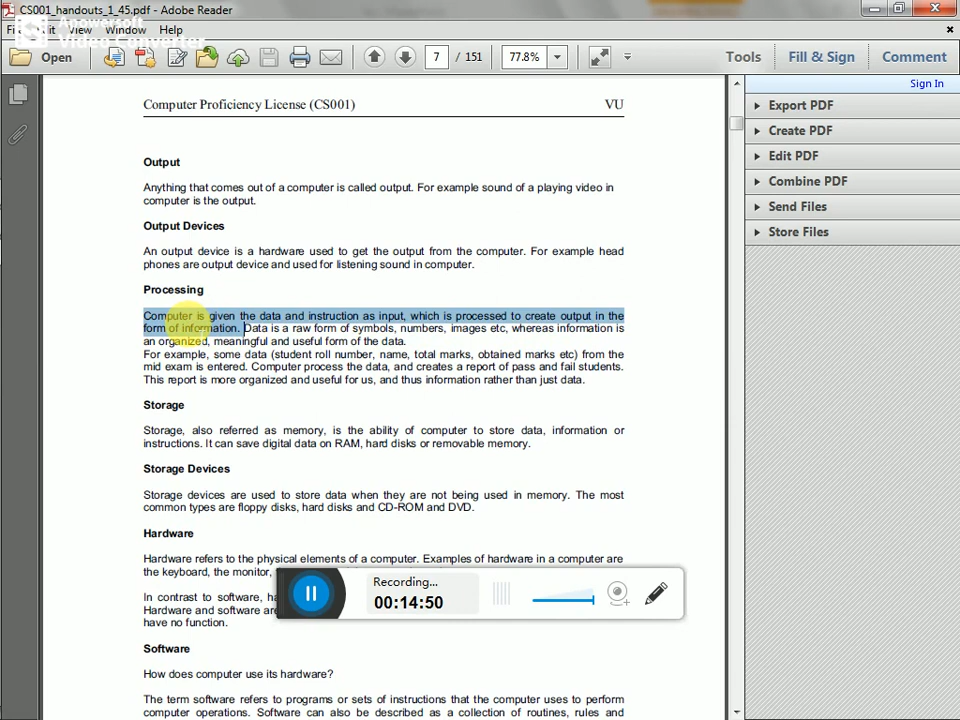 CS001_handouts_1_45.pdf - Adobe Reader
Apowersoft
Video Converter
Window Help
Open 7 / 151 77.8% Tools Fill & Sign Comment
Sign In
Export PDF
Create PDF
Edit PDF
Combine PDF
Send Files
Store Files
Computer Proficiency License (CS001) VU
Output
Anything that comes out of a computer is called output. For example sound of a playing video in
computer is the output.
Output Devices
An output device is a hardware used to get the output from the computer. For example head
phones are output device and used for listening sound in computer.
Processing
Computer is given the data and instruction as input, which is processed to create output in the
form of information. Data is a raw form of symbols, numbers, images etc, whereas information is
an organized, meaningful and useful form of the data.
For example, some data (student roll number, name, total marks, obtained marks etc) from the
mid exam is entered. Computer process the data, and creates a report of pass and fail students.
This report is more organized and useful for us, and thus information rather than just data.
Storage
Storage, also referred as memory, is the ability of computer to store data, information or
instructions. It can save digital data on RAM, hard disks or removable memory.
Storage Devices
Storage devices are used to store data when they are not being used in memory. The most
common types are floppy disks, hard disks and CD-ROM and DVD.
Hardware
Hardware refers to the physical elements of a computer. Examples of hardware in a computer are
the keyboard, the monitor,
In contrast to software, ha
Hardware and software are
have no function.
Recording...
00:14:50
Software
How does computer use its hardware?
The term software refers to programs or sets of instructions that the computer uses to perform
computer operations. Software can also be described as a collection of routines, rules and